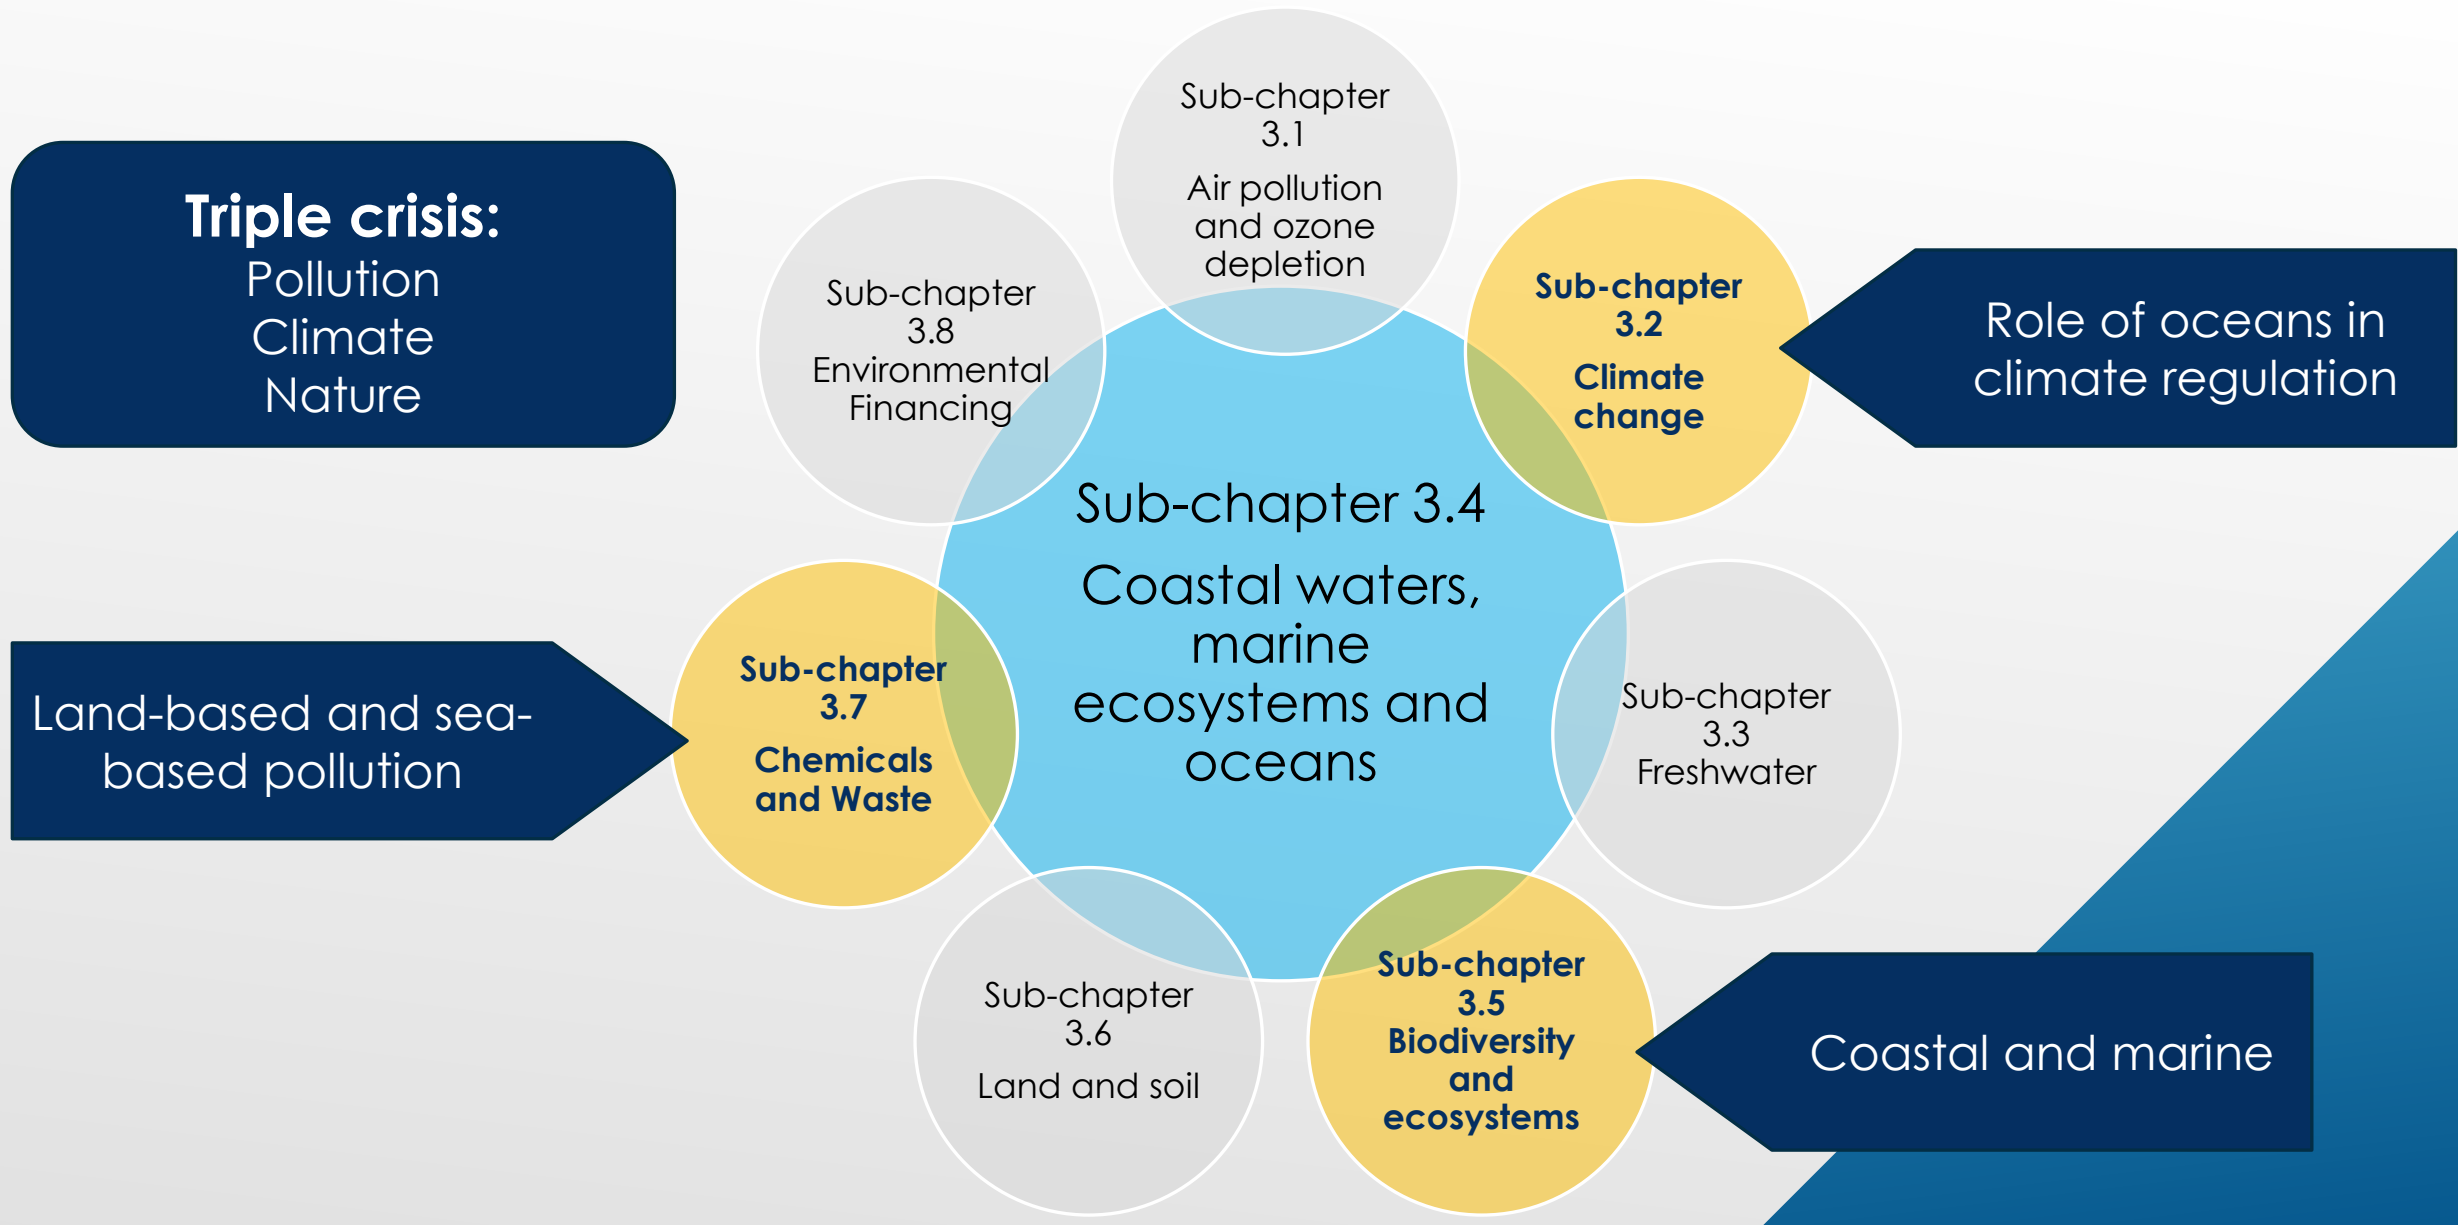 Triple crisis:
Pollution
Climate
Nature
Sub-chapter
3.1
Air pollution
and ozone
depletion
Sub-chapter
3.2
Climate
change
Role of oceans in
climate regulation
Sub-chapter
3.8
Environmental
Financing
Sub-chapter 3.4
Coastal waters,
marine
ecosystems and
oceans
Sub-chapter
3.3
Freshwater
Land-based and sea-
based pollution
Sub-chapter
3.7
Chemicals
and Waste
Sub-chapter
3.6
Land and soil
Sub-chapter
3.5
Biodiversity
and
ecosystems
Coastal and marine